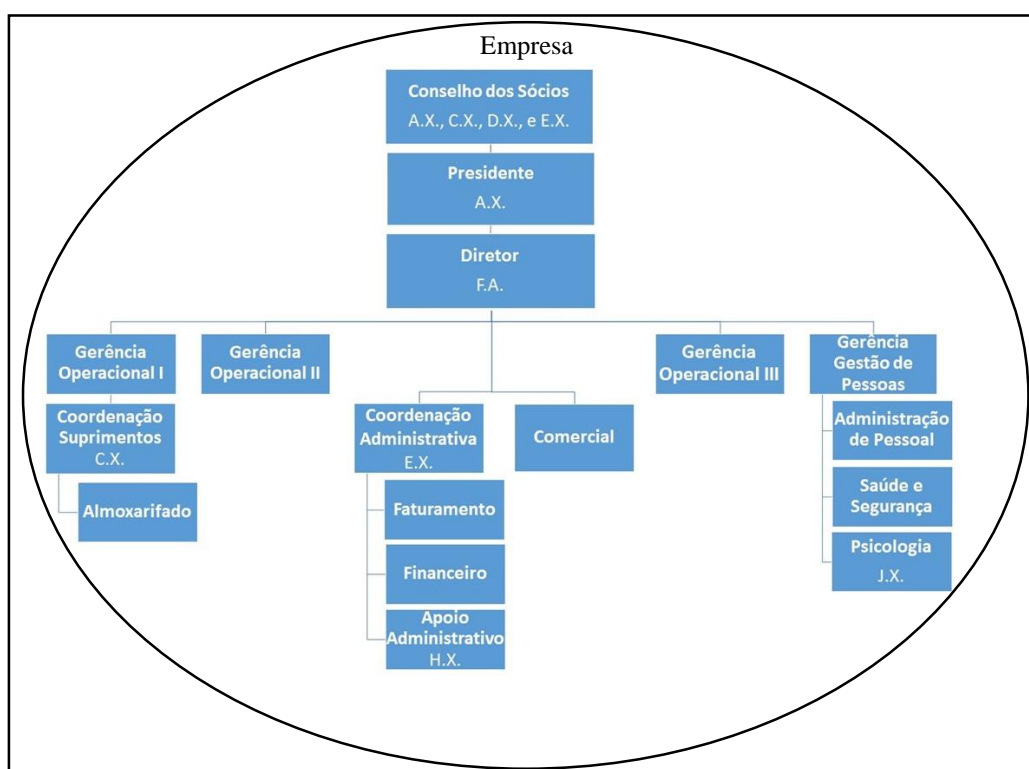 Empresa
Conselho dos Sócios
A.X., C.X., D.X., e E.X.
Presidente
A.X.
Diretor
F.A.
Gerência
Operacional I
Gerência
Operacional II
Gerência
Operacional III
Gerência
Gestão de
Pessoas
Coordenação
Suprimentos
C.X.
Almoxarifado
Coordenação
Administrativa
E.X.
Comercial
Faturamento
Financeiro
Apoio
Administrativo
H.X.
Administração
de Pessoal
Saúde e
Segurança
Psicologia
J.X.